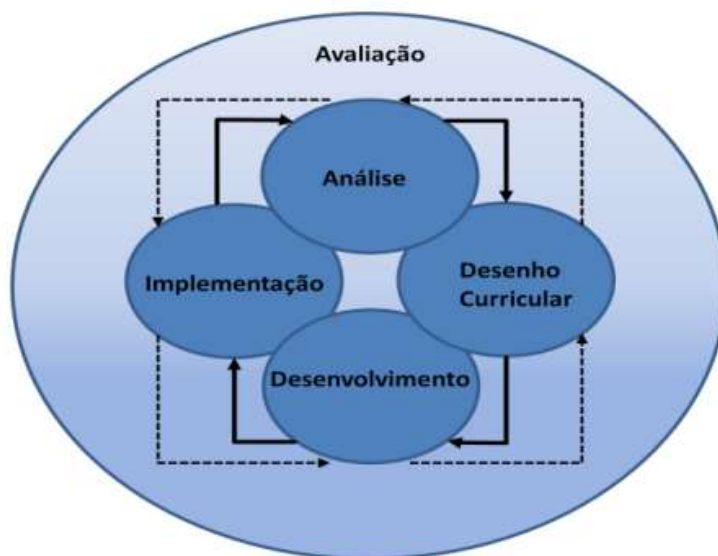 Avaliação
Análise
Implementação
Desenho
Curricular
Desenvolvimento